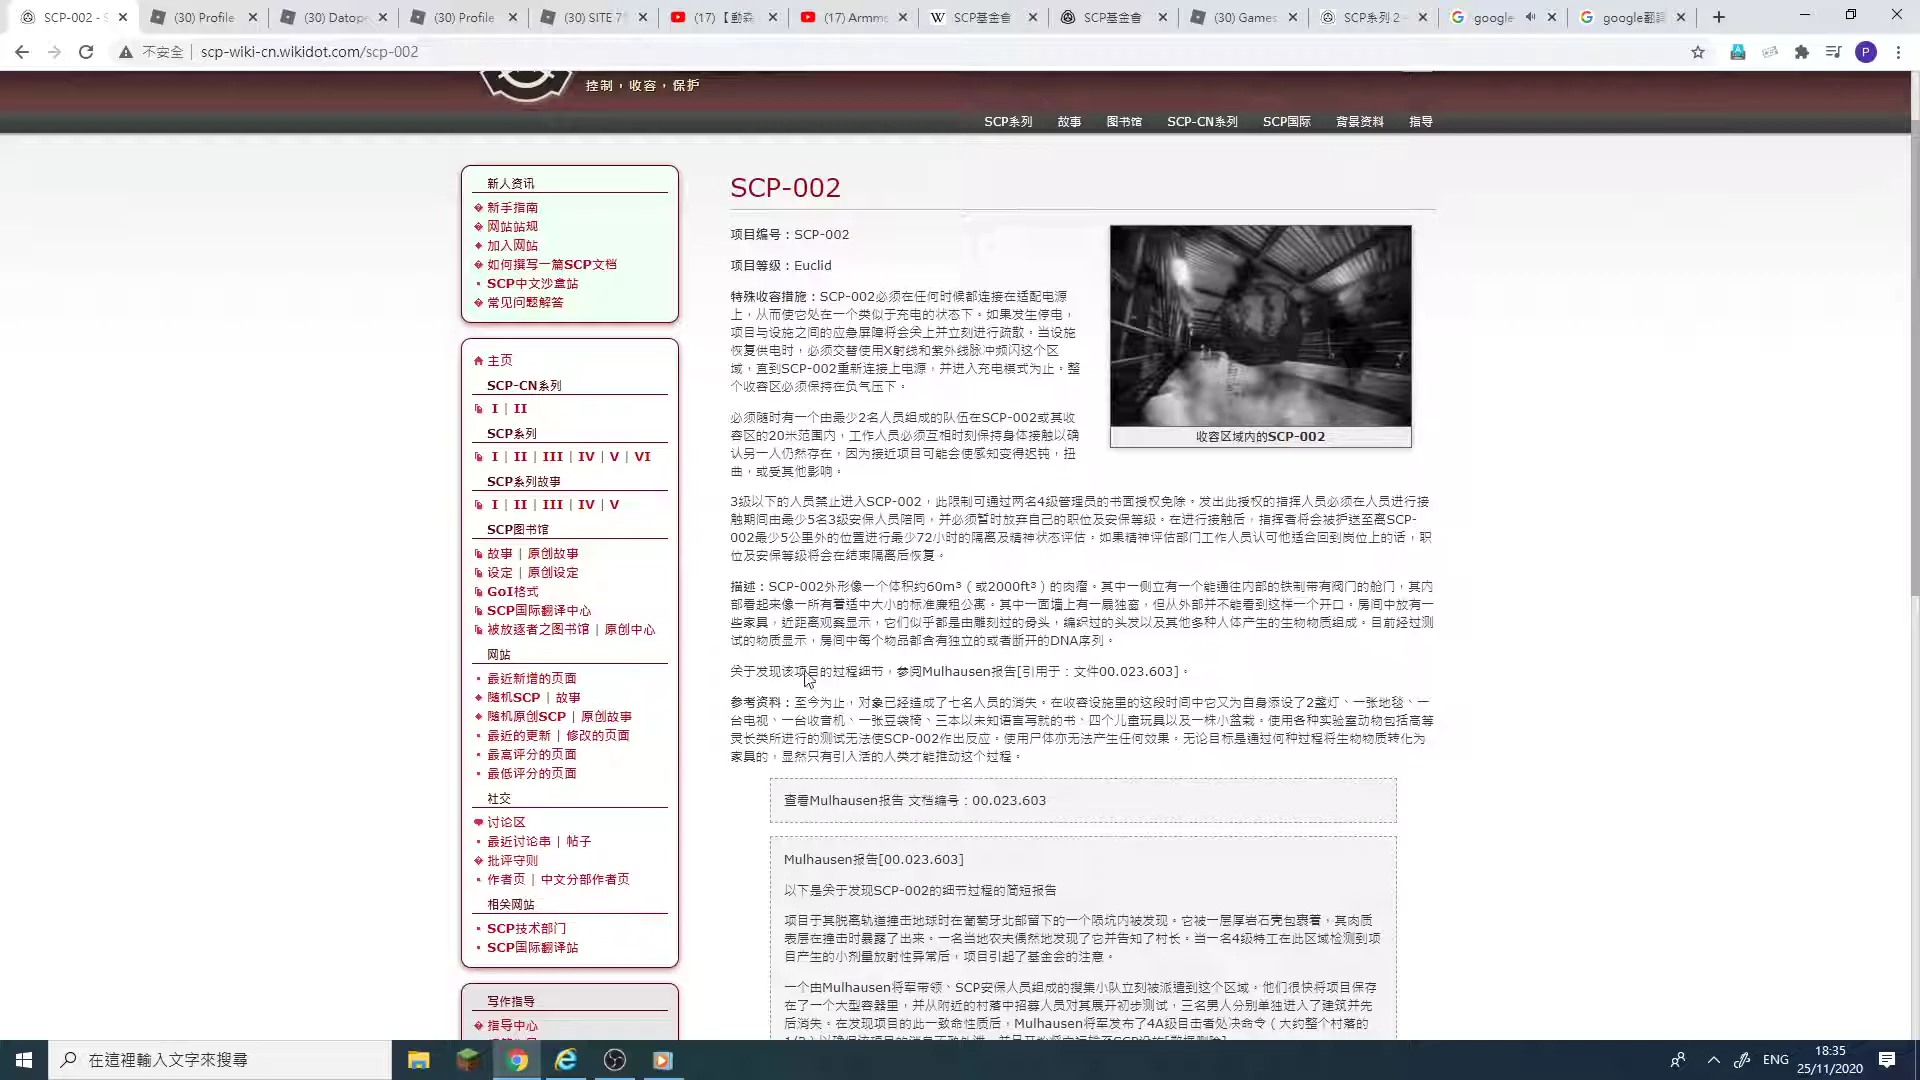 SCP-002 - S
(30) Profile
(30) Datop
(30) Profile
(30) SITE 7
(17)【動森
(17) Armm
SCP基金會
SCP基金會
(30) Games
SCP系列 2 -
google
google翻譯
不安全
scp-wiki-cn.wikidot.com/scp-002
P
控制，收容，保护
SCP系列
故事
图书馆
SCP-CN系列
SCP国际
背景资料
指导
新人资讯
新手指南
网站站规
加入网站
如何撰写一篇SCP文档
SCP中文沙盒站
常见问题解答
主页
SCP-CN系列
I | II
SCP系列
I | II | III | IV | V | VI
SCP系列故事
I | II | III | IV | V
SCP图书馆
故事 | 原创故事
设定 | 原创设定
GoI格式
SCP国际翻译中心
被放逐者之图书馆 | 原创中心
网站
最近新增的页面
随机SCP | 故事
随机原创SCP | 原创故事
最近的更新 | 修改的页面
最高评分的页面
最低评分的页面
社交
讨论区
最近讨论串 | 帖子
批评守则
作者页 | 中文分部作者页
相关网站
SCP技术部门
SCP国际翻译站
写作指导
指导中心
SCP-002
项目编号：SCP-002
项目等级：Euclid
特殊收容措施：SCP-002必须在任何时候都连接在适配电源
上，从而使它处在一个类似于充电的状态下。如果发生停电，
项目与设施之间的应急屏障将会关上并立刻进行疏散。当设施
恢复供电时，必须交替使用X射线和紫外线脉冲频闪这个区
域，直到SCP-002重新连接上电源，并进入充电模式为止。整
个收容区必须保持在负气压下。
收容区域内的SCP-002
必须随时有一个由最少2名人员组成的队伍在SCP-002或其收
容区的20米范围内，工作人员必须互相时刻保持身体接触以确
认另一人仍然存在，因为接近项目可能会使感知变得迟钝，扭
曲，或受其他影响。
3级以下的人员禁止进入SCP-002，此限制可通过两名4级管理员的书面授权免除。发出此授权的指挥人员必须在人员进行接
触期间由最少5名3级安保人员陪同，并必须暂时放弃自己的职位及安保等级。在进行接触后，指挥者将会被护送至离SCP-
002最少5公里外的位置进行最少72小时的隔离及精神状态评估。如果精神评估部门工作人员认可他适合回到岗位上的话，职
位及安保等级将会在结束隔离后恢复。
描述：SCP-002外形像一个体积约60m³（或2000ft³）的肉瘤。其中一侧立有一个能通往内部的铁制带有阀门的舱门，其内
部看起来像一所有着适中大小的标准廉租公寓。其中一面墙上有一扇独窗，但从外部并不能看到这样一个开口。房间中放有一
些家具，近距离观察显示，它们似乎都是由雕刻过的骨头，编织过的头发以及其他多种人体产生的生物物质组成。目前经过测
试的物质显示，房间中每个物品都含有独立的或者断开的DNA序列。
关于发现该项目的过程细节，参阅Mulhausen报告[引用于：文件00.023.603]。
参考资料：至今为止，对象已经造成了七名人员的消失。在收容设施里的这段时间中它又为自身添设了2盏灯、一张地毯、一
台电视、一台收音机、一张豆袋椅、三本以未知语言写就的书、四个儿童玩具以及一株小盆栽。使用各种实验室动物包括高等
灵长类所进行的测试无法使SCP-002作出反应。使用尸体亦无法产生任何效果。无论目标是通过何种过程将生物物质转化为
家具的，显然只有引入活的人类才能推动这个过程。
查看Mulhausen报告 文档编号：00.023.603
Mulhausen报告[00.023.603]
以下是关于发现SCP-002的细节过程的简短报告
项目于其脱离轨道撞击地球时在葡萄牙北部留下的一个陨坑内被发现。它被一层厚岩石壳包裹着，其肉质
表层在撞击时暴露了出来。一名当地农夫偶然地发现了它并告知了村长。当一名4级特工在此区域检测到项
目产生的小剂量放射性异常后，项目引起了基金会的注意。
一个由Mulhausen将军带领、SCP安保人员组成的搜集小队立刻被派遣到这个区域。他们很快将项目保存
在了一个大型容器里，并从附近的村落中招募人员对其展开初步测试，三名男人分别单独进入了建筑并先
后消失。在发现项目的此一致命性质后，Mulhausen将军发布了4A级目击者处决命令（大约整个村落的
在這裡輸入文字來搜尋
ENG
18:35
25/11/2020